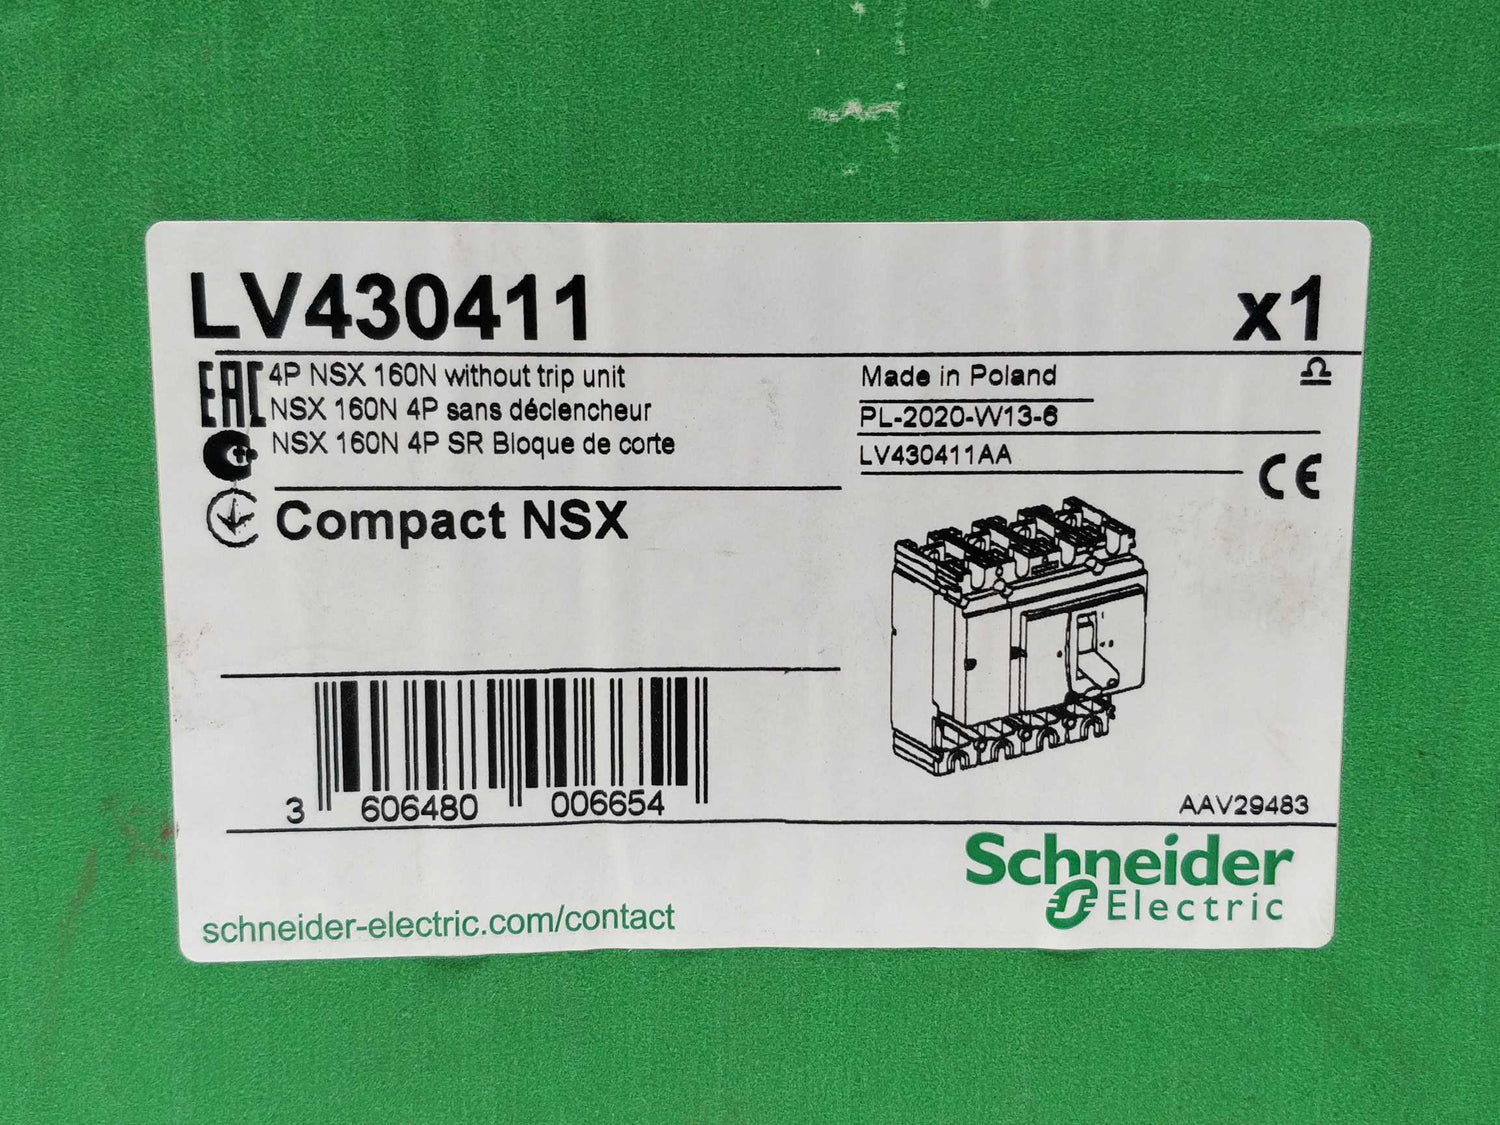 LV430411
x1
EAC
4P NSX 160N without trip unit
NSX 160N 4P sans déclencheur
NSX 160N 4P SR Bloque de corte
Made in Poland
PL-2020-W13-6
LV430411AA
CE
Compact NSX
3 606480 006654
AAV29483
Schneider
Electric
schneider-electric.com/contact